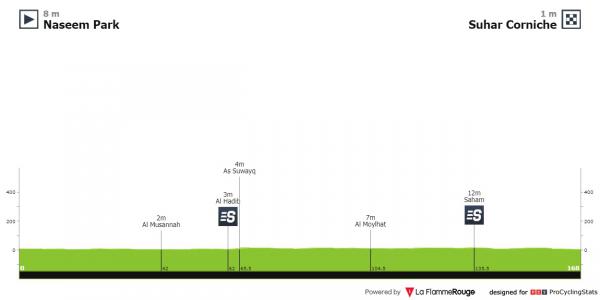 8 m
Naseem Park
1 m
Suhar Corniche
4m
As Suwayq
3m
Al Hadib
12m
Saham
2m
Al Musannah
7m
Al Moylhat
S
S
400
200
0
400
200
0
0
42
62
65.5
104.5
135.5
160
Powered by La FlammeRouge
designed for PCS ProCyclingStats